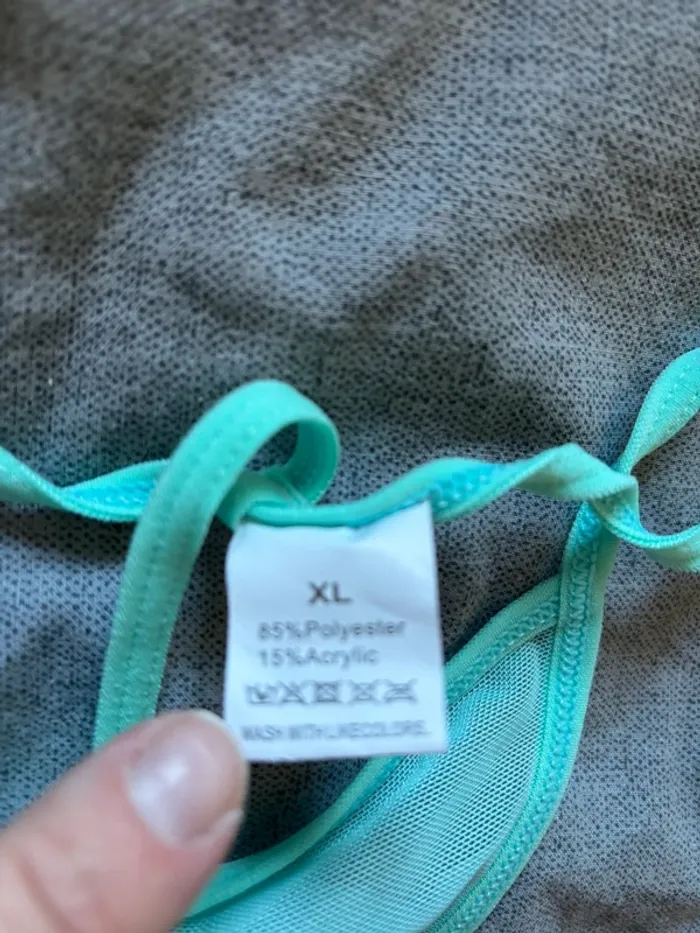 XL
85%Polyester
15%Acrylic
WASH WITH LIKE COLORS.